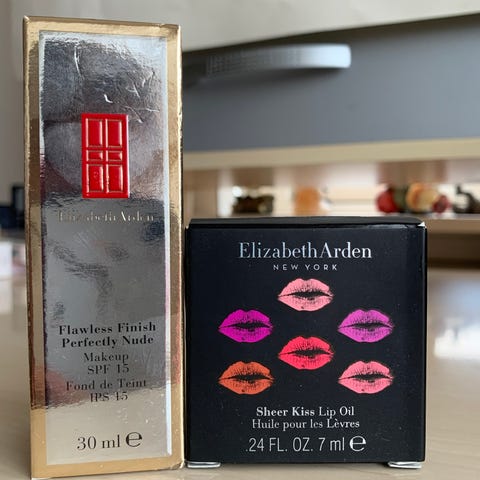 Elizabeth Arden
Flawless Finish
Perfectly Nude
Makeup
SPF 15
Fond de Teint
IPS 15
30 ml ℮
Elizabeth Arden
NEW YORK
Sheer Kiss Lip Oil
Huile pour les Lèvres
.24 FL. OZ. 7 ml ℮